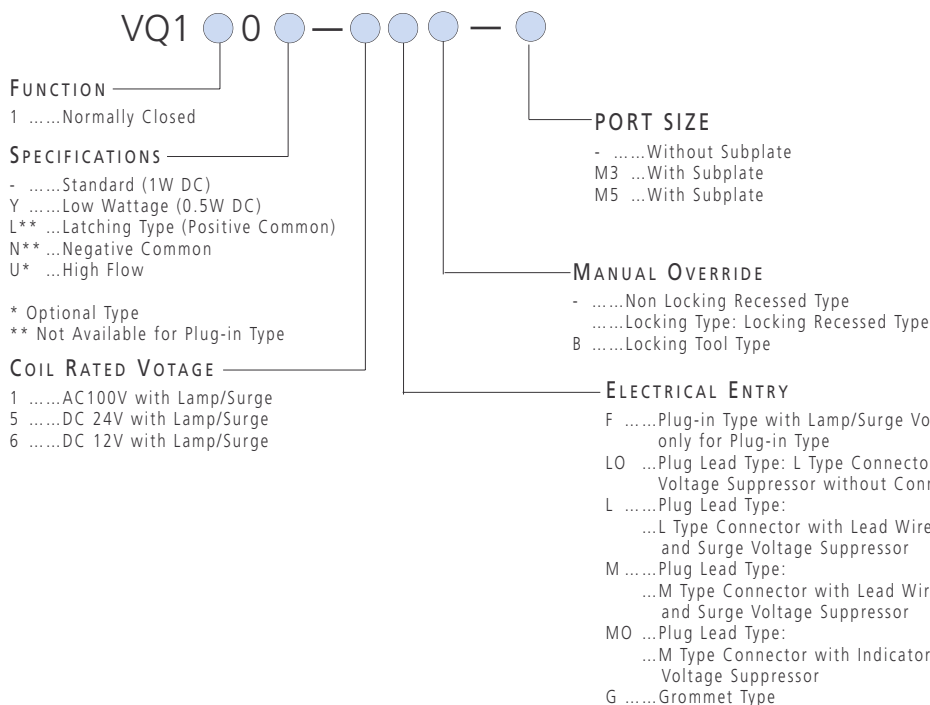 VQ1 0 — —
FUNCTION
1 ......Normally Closed
SPECIFICATIONS
- ......Standard (1W DC)
Y ......Low Wattage (0.5W DC)
L** ...Latching Type (Positive Common)
N** ...Negative Common
U* ...High Flow
* Optional Type
** Not Available for Plug-in Type
COIL RATED VOTAGE
1 ......AC100V with Lamp/Surge
5 ......DC 24V with Lamp/Surge
6 ......DC 12V with Lamp/Surge
PORT SIZE
- ......Without Subplate
M3 ...With Subplate
M5 ...With Subplate
MANUAL OVERRIDE
- ......Non Locking Recessed Type
......Locking Type: Locking Recessed Type
B ......Locking Tool Type
ELECTRICAL ENTRY
F ......Plug-in Type with Lamp/Surge
only for Plug-in Type
LO ...Plug Lead Type: L Type
Voltage Suppressor without
L ......Plug Lead Type:
...L Type Connector with Lead Wire
and Surge Voltage Suppressor
M ......Plug Lead Type:
...M Type Connector with Lead
and Surge Voltage Suppressor
MO ...Plug Lead Type:
...M Type Connector with Indicator
Voltage Suppressor
G ......Grommet Type